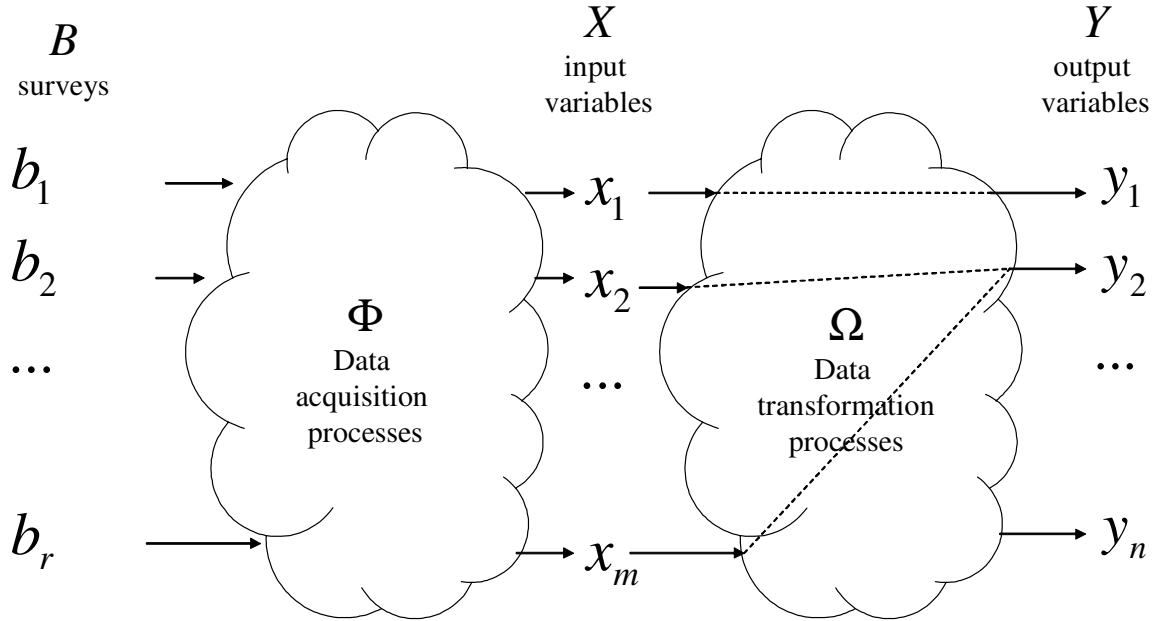 B
surveys
X
input
variables
Y
output
variables
b1
x1
y1
b2
x2
y2
Φ
Data
acquisition
processes
Ω
Data
transformation
processes
...
...
...
br
xm
yn